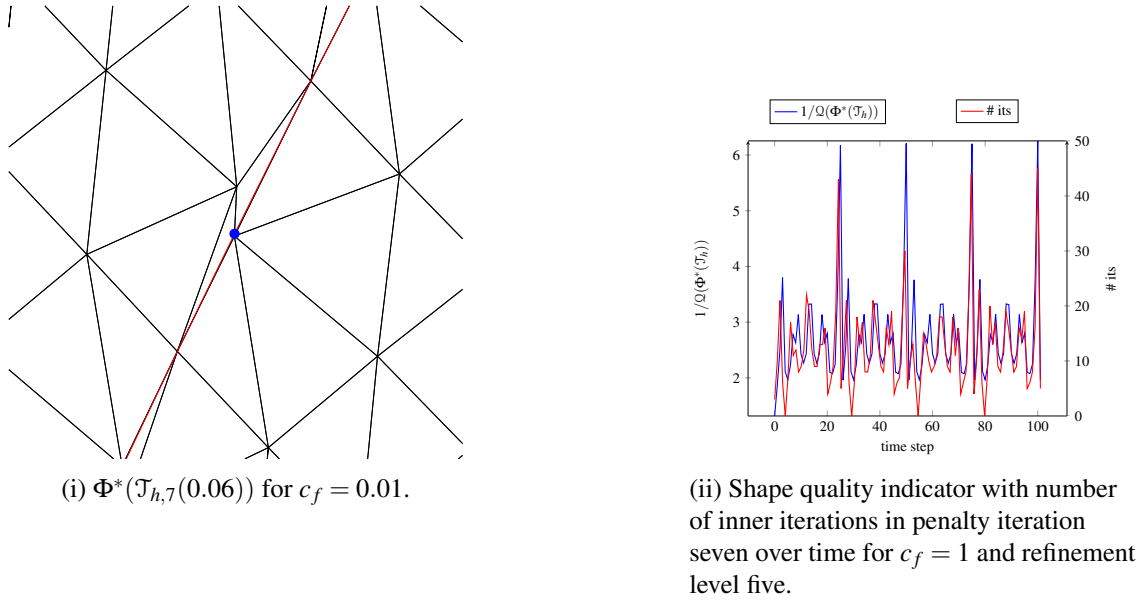 1/Q(Φ*(𝒯_h))
# its
6
5
4
3
2
1/Q(Φ*(𝒯_h))
50
40
30
20
10
0
# its
0 20 40 60 80 100
time step
(i) Φ*(𝒯_{h,7}(0.06)) for c_f = 0.01.
(ii) Shape quality indicator with number
of inner iterations in penalty iteration
seven over time for c_f = 1 and refinement
level five.